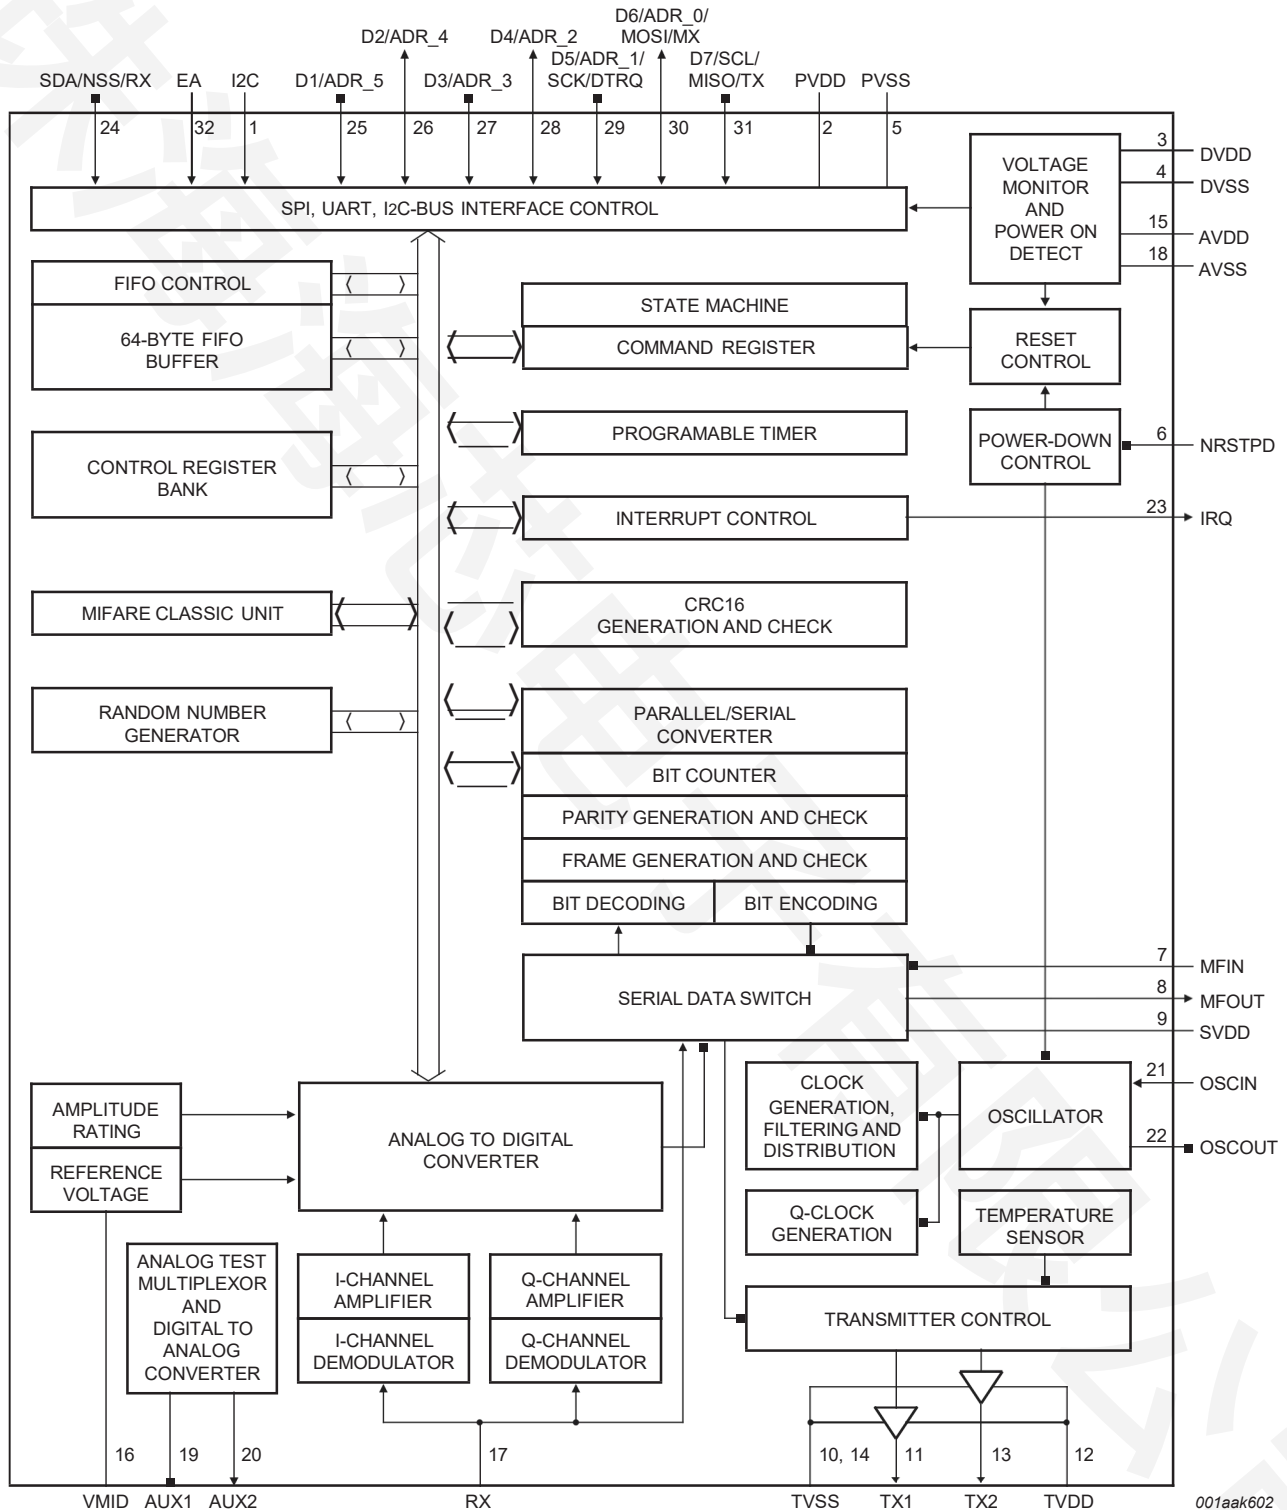 D6/ADR_0/
D2/ADR_4 D4/ADR_2 MOSI/MX
D5/ADR_1/ D7/SCL/
SDA/NSS/RX EA I2C D1/ADR_5 D3/ADR_3 SCK/DTRQ MISO/TX PVDD PVSS
24 32 1 25 26 27 28 29 30 31 2 5
SPI, UART, I2C-BUS INTERFACE CONTROL
VOLTAGE
MONITOR
AND
POWER ON
DETECT
3 DVDD
4 DVSS
15 AVDD
18 AVSS
FIFO CONTROL
64-BYTE FIFO
BUFFER
STATE MACHINE
COMMAND REGISTER
RESET
CONTROL
CONTROL REGISTER
BANK
PROGRAMABLE TIMER
POWER-DOWN
CONTROL
6 NRSTPD
INTERRUPT CONTROL
23 IRQ
MIFARE CLASSIC UNIT
CRC16
GENERATION AND CHECK
RANDOM NUMBER
GENERATOR
PARALLEL/SERIAL
CONVERTER
BIT COUNTER
PARITY GENERATION AND CHECK
FRAME GENERATION AND CHECK
BIT DECODING BIT ENCODING
SERIAL DATA SWITCH
7 MFIN
8 MFOUT
9 SVDD
AMPLITUDE
RATING
REFERENCE
VOLTAGE
ANALOG TO DIGITAL
CONVERTER
CLOCK
GENERATION,
FILTERING AND
DISTRIBUTION
OSCILLATOR
21 OSCIN
22 OSCOUT
Q-CLOCK
GENERATION
TEMPERATURE
SENSOR
ANALOG TEST
MULTIPLEXOR
AND
DIGITAL TO
ANALOG
CONVERTER
I-CHANNEL
AMPLIFIER
I-CHANNEL
DEMODULATOR
Q-CHANNEL
AMPLIFIER
Q-CHANNEL
DEMODULATOR
TRANSMITTER CONTROL
16 19 20 17 10, 14 11 13 12
VMID AUX1 AUX2 RX TVSS TX1 TX2 TVDD
001aak602